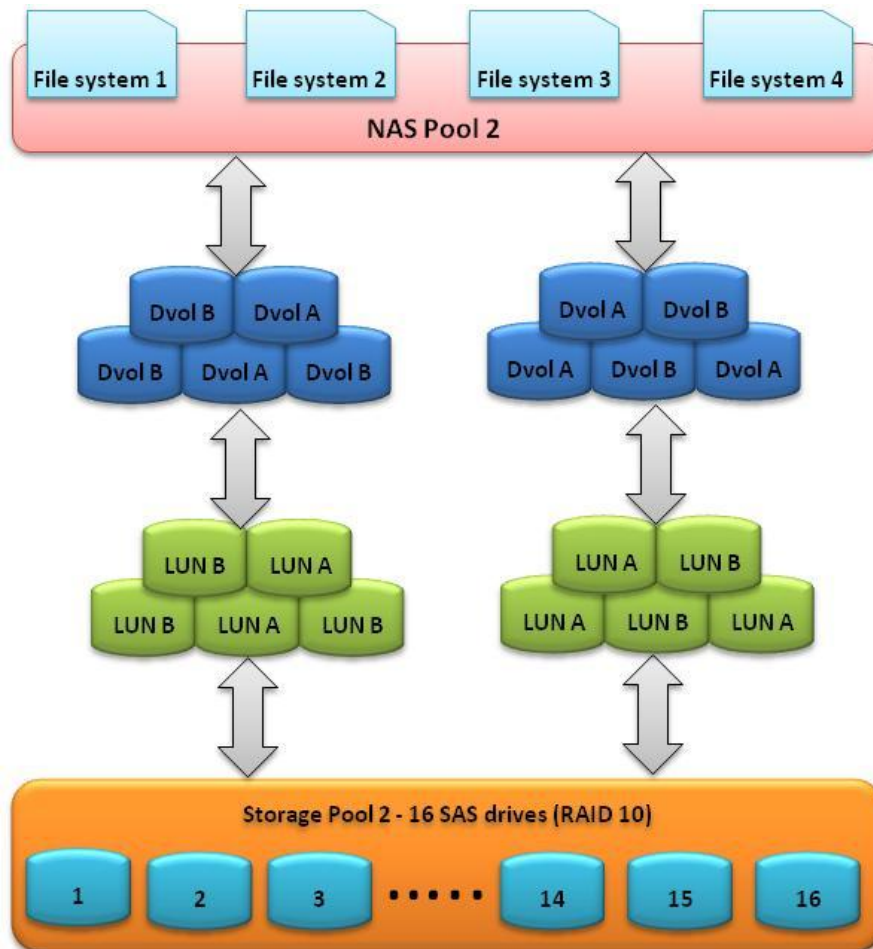 File system 1
File system 2
File system 3
File system 4
NAS Pool 2
Dvol B
Dvol A
Dvol A
Dvol B
Dvol B
Dvol A
Dvol B
Dvol A
Dvol B
Dvol A
LUN B
LUN A
LUN A
LUN B
LUN B
LUN A
LUN B
LUN A
LUN B
LUN A
Storage Pool 2 - 16 SAS drives (RAID 10)
1
2
3
.....
14
15
16